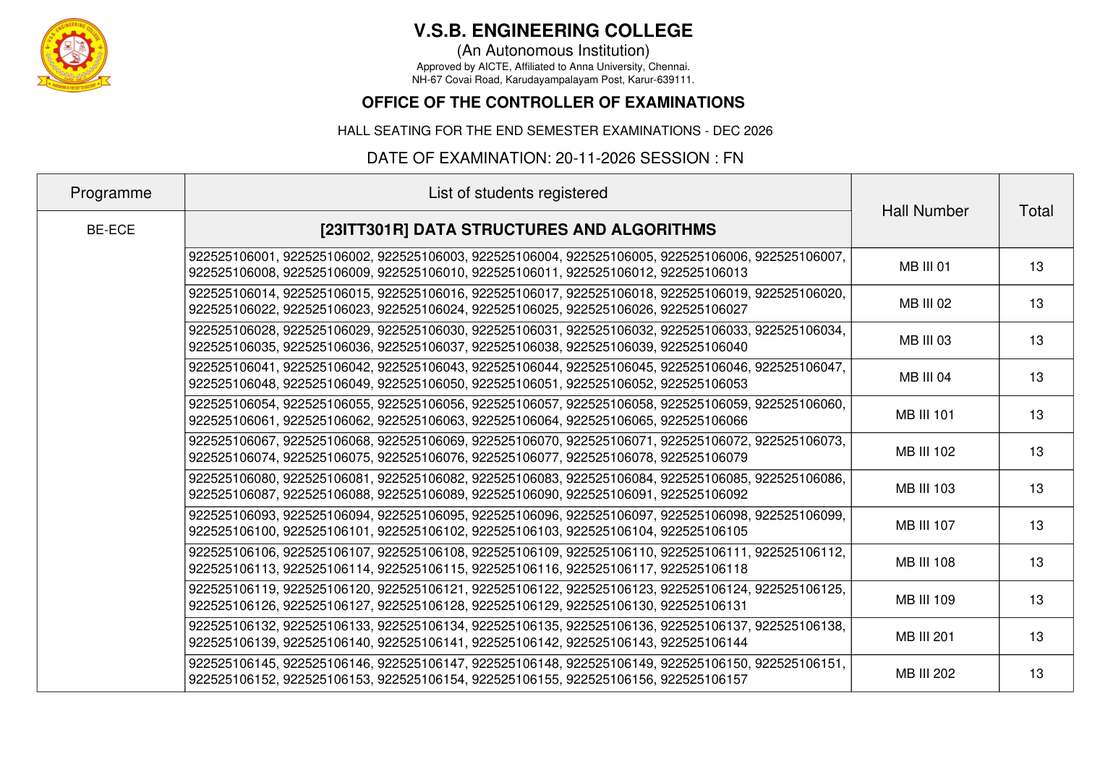 V.S.B. ENGINEERING COLLEGE
(An Autonomous Institution)
Approved by AICTE, Affiliated to Anna University, Chennai.
NH-67 Covai Road, Karudayampalayam Post, Karur-639111.
OFFICE OF THE CONTROLLER OF EXAMINATIONS
HALL SEATING FOR THE END SEMESTER EXAMINATIONS - DEC 2026
DATE OF EXAMINATION: 20-11-2026 SESSION : FN
Programme List of students registered Hall Number Total
BE-ECE [23ITT301R] DATA STRUCTURES AND ALGORITHMS
922525106001, 922525106002, 922525106003, 922525106004, 922525106005, 922525106006, 922525106007,
922525106008, 922525106009, 922525106010, 922525106011, 922525106012, 922525106013
MB III 01 13
922525106014, 922525106015, 922525106016, 922525106017, 922525106018, 922525106019, 922525106020,
922525106022, 922525106023, 922525106024, 922525106025, 922525106026, 922525106027
MB III 02 13
922525106028, 922525106029, 922525106030, 922525106031, 922525106032, 922525106033, 922525106034,
922525106035, 922525106036, 922525106037, 922525106038, 922525106039, 922525106040
MB III 03 13
922525106041, 922525106042, 922525106043, 922525106044, 922525106045, 922525106046, 922525106047,
922525106048, 922525106049, 922525106050, 922525106051, 922525106052, 922525106053
MB III 04 13
922525106054, 922525106055, 922525106056, 922525106057, 922525106058, 922525106059, 922525106060,
922525106061, 922525106062, 922525106063, 922525106064, 922525106065, 922525106066
MB III 101 13
922525106067, 922525106068, 922525106069, 922525106070, 922525106071, 922525106072, 922525106073,
922525106074, 922525106075, 922525106076, 922525106077, 922525106078, 922525106079
MB III 102 13
922525106080, 922525106081, 922525106082, 922525106083, 922525106084, 922525106085, 922525106086,
922525106087, 922525106088, 922525106089, 922525106090, 922525106091, 922525106092
MB III 103 13
922525106093, 922525106094, 922525106095, 922525106096, 922525106097, 922525106098, 922525106099,
922525106100, 922525106101, 922525106102, 922525106103, 922525106104, 922525106105
MB III 107 13
922525106106, 922525106107, 922525106108, 922525106109, 922525106110, 922525106111, 922525106112,
922525106113, 922525106114, 922525106115, 922525106116, 922525106117, 922525106118
MB III 108 13
922525106119, 922525106120, 922525106121, 922525106122, 922525106123, 922525106124, 922525106125,
922525106126, 922525106127, 922525106128, 922525106129, 922525106130, 922525106131
MB III 109 13
922525106132, 922525106133, 922525106134, 922525106135, 922525106136, 922525106137, 922525106138,
922525106139, 922525106140, 922525106141, 922525106142, 922525106143, 922525106144
MB III 201 13
922525106145, 922525106146, 922525106147, 922525106148, 922525106149, 922525106150, 922525106151,
922525106152, 922525106153, 922525106154, 922525106155, 922525106156, 922525106157
MB III 202 13